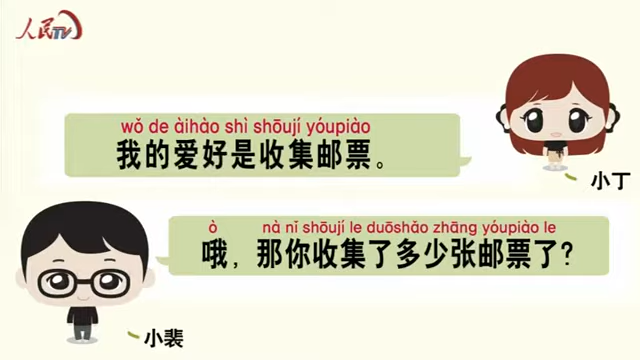 人民TV
wǒ de àihào shì shōují yóupiào
我的爱好是收集邮票。
小丁
ò nà nǐ shōují le duōshǎo zhāng yóupiào le
哦，那你收集了多少张邮票了？
小裴